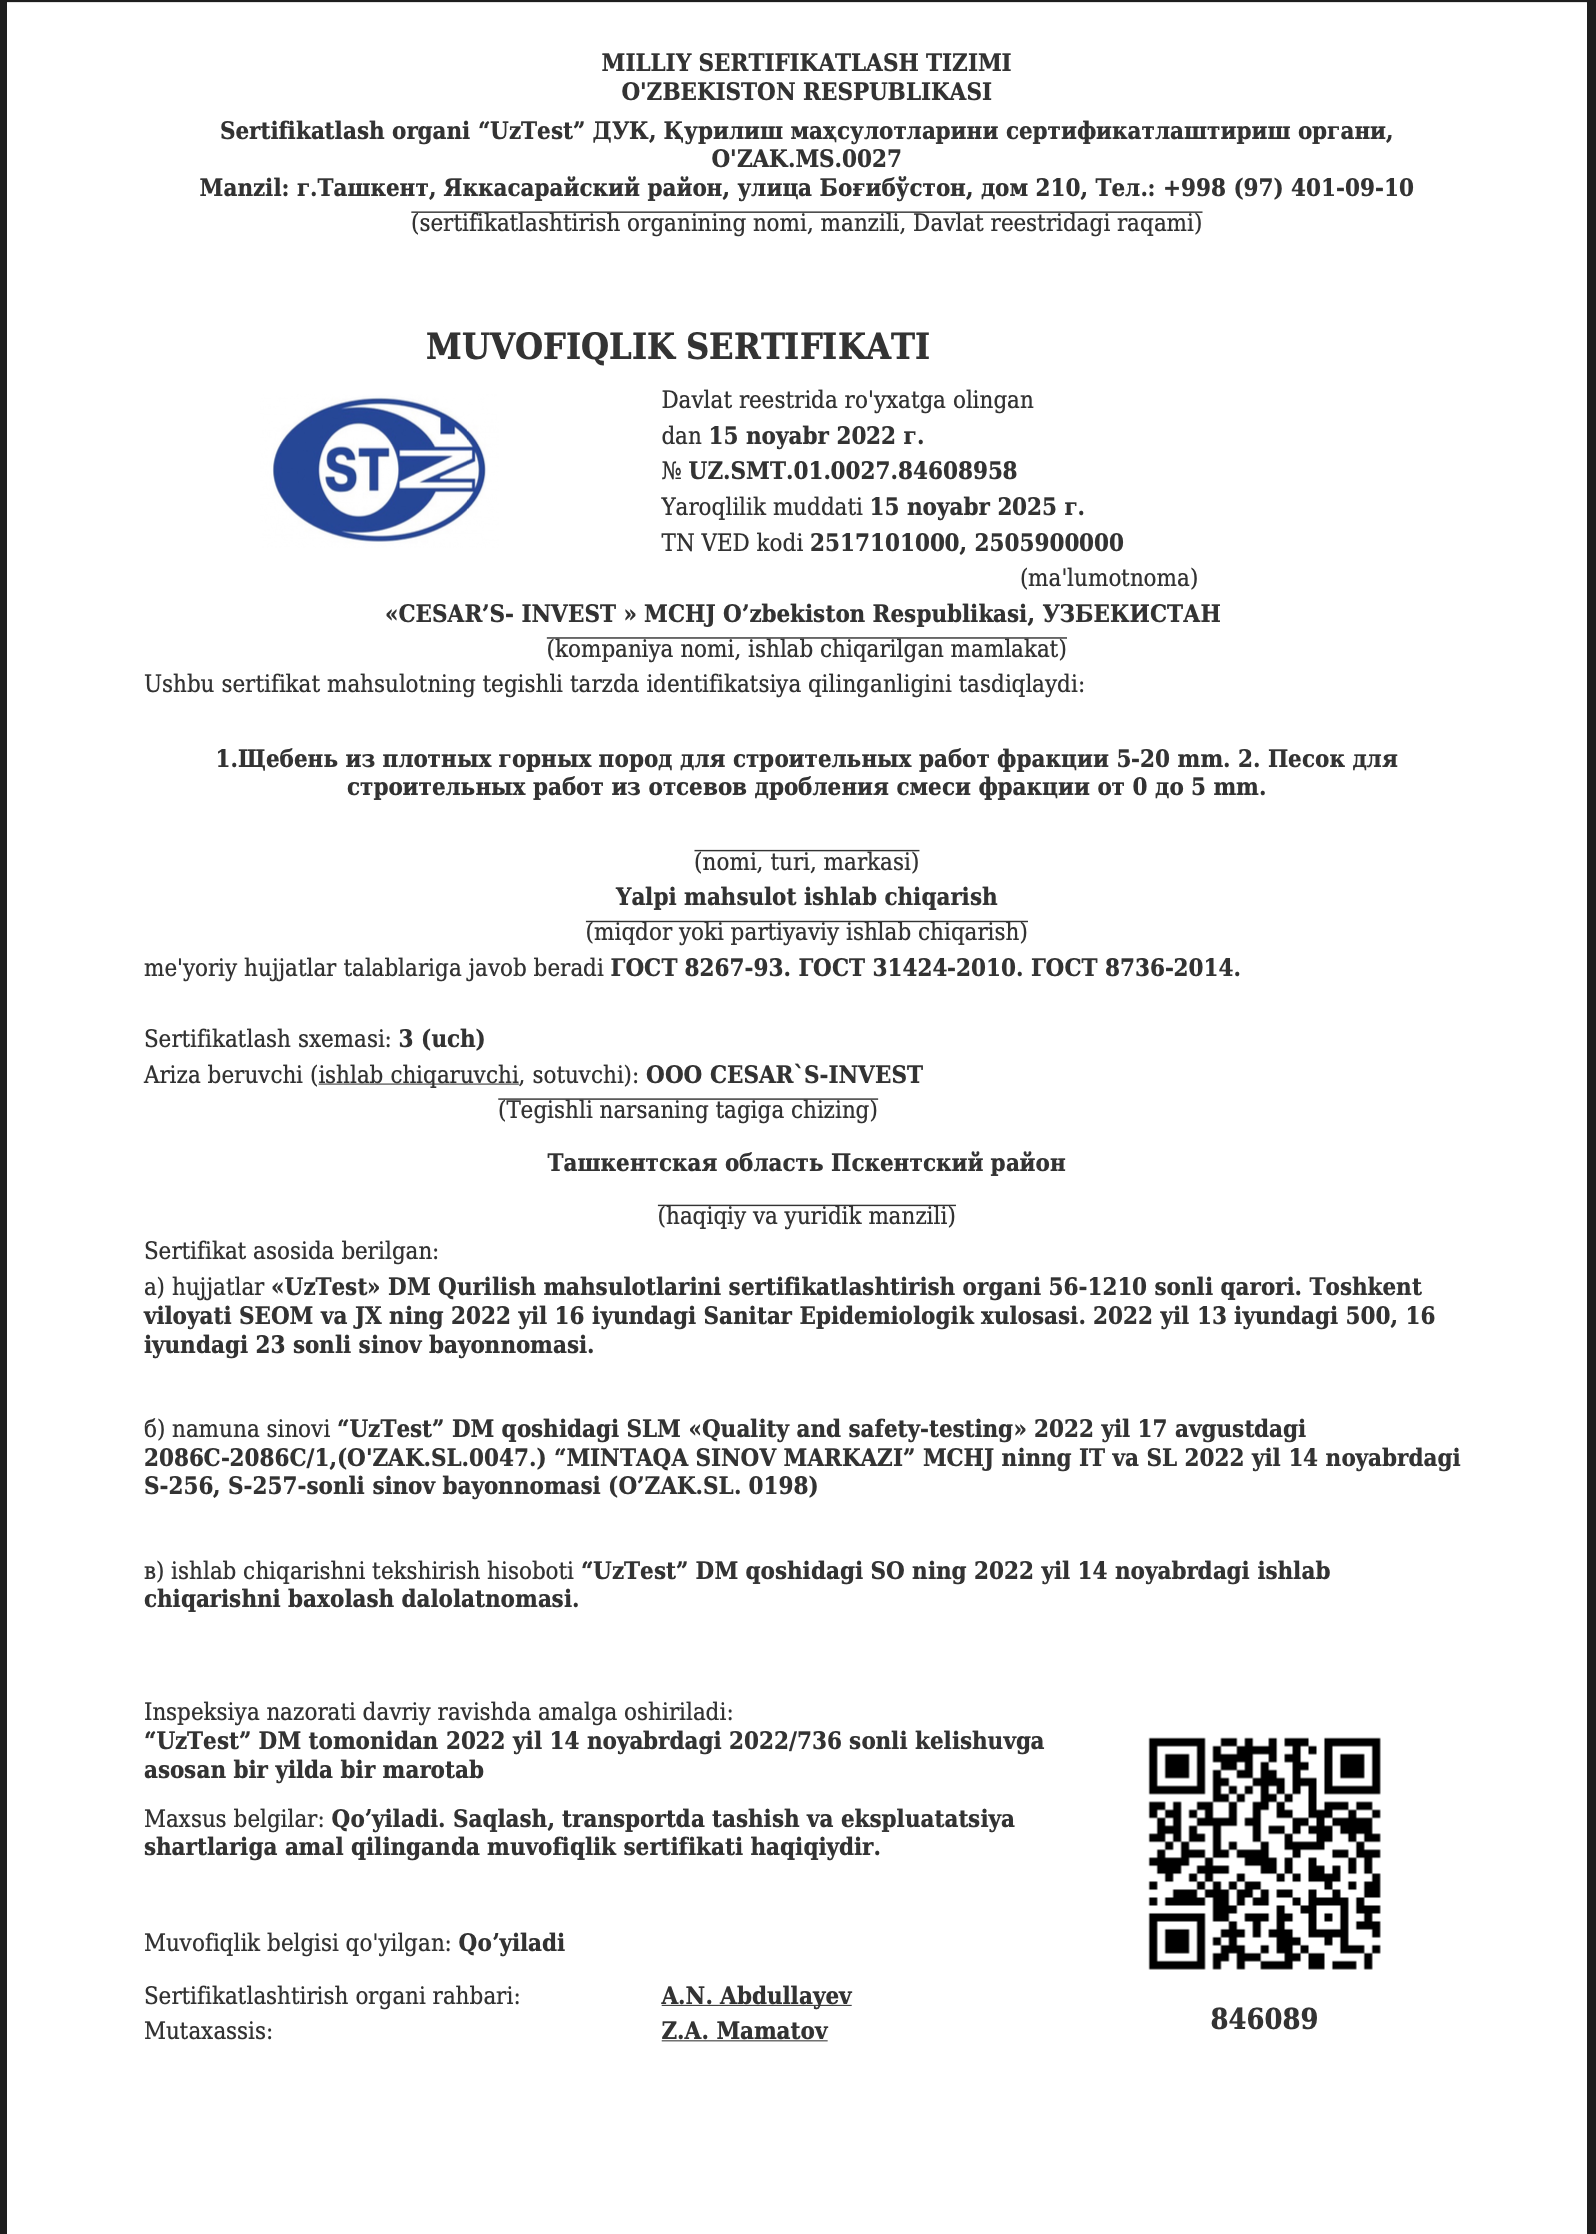 MILLIY SERTIFIKATLASH TIZIMI
O'ZBEKISTON RESPUBLIKASI
Sertifikatlash organi “UzTest” ДУК, Қурилиш маҳсулотларини сертификатлаштириш органи,
O'ZAK.MS.0027
Manzil: г.Ташкент, Яккасарайский район, улица Боғибўстон, дом 210, Тел.: +998 (97) 401-09-10
(sertifikatlashtirish organining nomi, manzili, Davlat reestridagi raqami)
MUVOFIQLIK SERTIFIKATI
ST
Davlat reestrida ro'yxatga olingan
dan 15 noyabr 2022 г.
№ UZ.SMT.01.0027.84608958
Yaroqlilik muddati 15 noyabr 2025 г.
TN VED kodi 2517101000, 2505900000
(ma'lumotnoma)
«CESAR’S- INVEST » MCHJ O’zbekiston Respublikasi, УЗБЕКИСТАН
(kompaniya nomi, ishlab chiqarilgan mamlakat)
Ushbu sertifikat mahsulotning tegishli tarzda identifikatsiya qilinganligini tasdiqlaydi:
1.Щебень из плотных горных пород для строительных работ фракции 5-20 mm. 2. Песок для
строительных работ из отсевов дробления смеси фракции от 0 до 5 mm.
(nomi, turi, markasi)
Yalpi mahsulot ishlab chiqarish
(miqdor yoki partiyaviy ishlab chiqarish)
me'yoriy hujjatlar talablariga javob beradi ГОСТ 8267-93. ГОСТ 31424-2010. ГОСТ 8736-2014.
Sertifikatlash sxemasi: 3 (uch)
Ariza beruvchi (ishlab chiqaruvchi, sotuvchi): OOO CESAR`S-INVEST
(Tegishli narsaning tagiga chizing)
Ташкентская область Пскентский район
(haqiqiy va yuridik manzili)
Sertifikat asosida berilgan:
а) hujjatlar «UzTest» DM Qurilish mahsulotlarini sertifikatlashtirish organi 56-1210 sonli qarori. Toshkent
viloyati SEOM va JX ning 2022 yil 16 iyundagi Sanitar Epidemiologik xulosasi. 2022 yil 13 iyundagi 500, 16
iyundagi 23 sonli sinov bayonnomasi.
б) namuna sinovi “UzTest” DM qoshidagi SLM «Quality and safety-testing» 2022 yil 17 avgustdagi
2086C-2086C/1,(O'ZAK.SL.0047.) “MINTAQA SINOV MARKAZI” MCHJ ninng IT va SL 2022 yil 14 noyabrdagi
S-256, S-257-sonli sinov bayonnomasi (O’ZAK.SL. 0198)
в) ishlab chiqarishni tekshirish hisoboti “UzTest” DM qoshidagi SO ning 2022 yil 14 noyabrdagi ishlab
chiqarishni baxolash dalolatnomasi.
Inspeksiya nazorati davriy ravishda amalga oshiriladi:
“UzTest” DM tomonidan 2022 yil 14 noyabrdagi 2022/736 sonli kelishuvga
asosan bir yilda bir marotab
Maxsus belgilar: Qo’yiladi. Saqlash, transportda tashish va ekspluatatsiya
shartlariga amal qilinganda muvofiqlik sertifikati haqiqiydir.
Muvofiqlik belgisi qo'yilgan: Qo’yiladi
Sertifikatlashtirish organi rahbari: A.N. Abdullayev
Mutaxassis: Z.A. Mamatov
846089